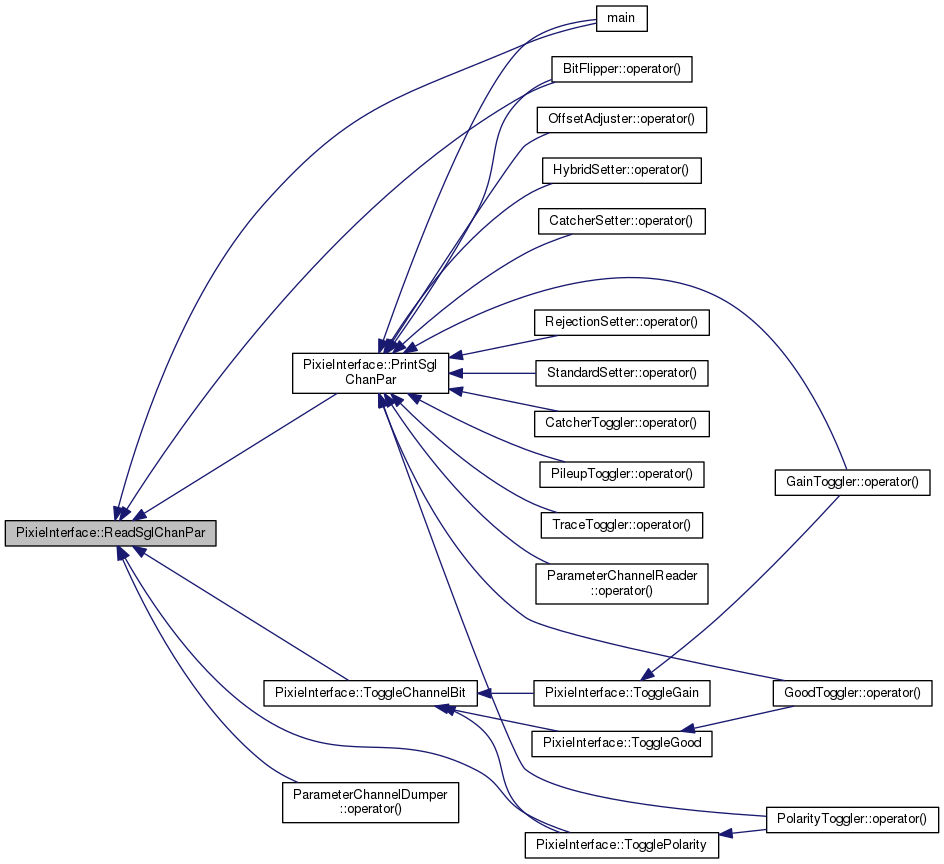 main
BitFlipper::operator()
OffsetAdjuster::operator()
HybridSetter::operator()
CatcherSetter::operator()
RejectionSetter::operator()
PixieInterface::PrintSgl
ChanPar
StandardSetter::operator()
CatcherToggler::operator()
PileupToggler::operator()
GainToggler::operator()
TraceToggler::operator()
PixieInterface::ReadSglChanPar
ParameterChannelReader
::operator()
PixieInterface::ToggleChannelBit
PixieInterface::ToggleGain
GoodToggler::operator()
PixieInterface::ToggleGood
ParameterChannelDumper
::operator()
PolarityToggler::operator()
PixieInterface::TogglePolarity